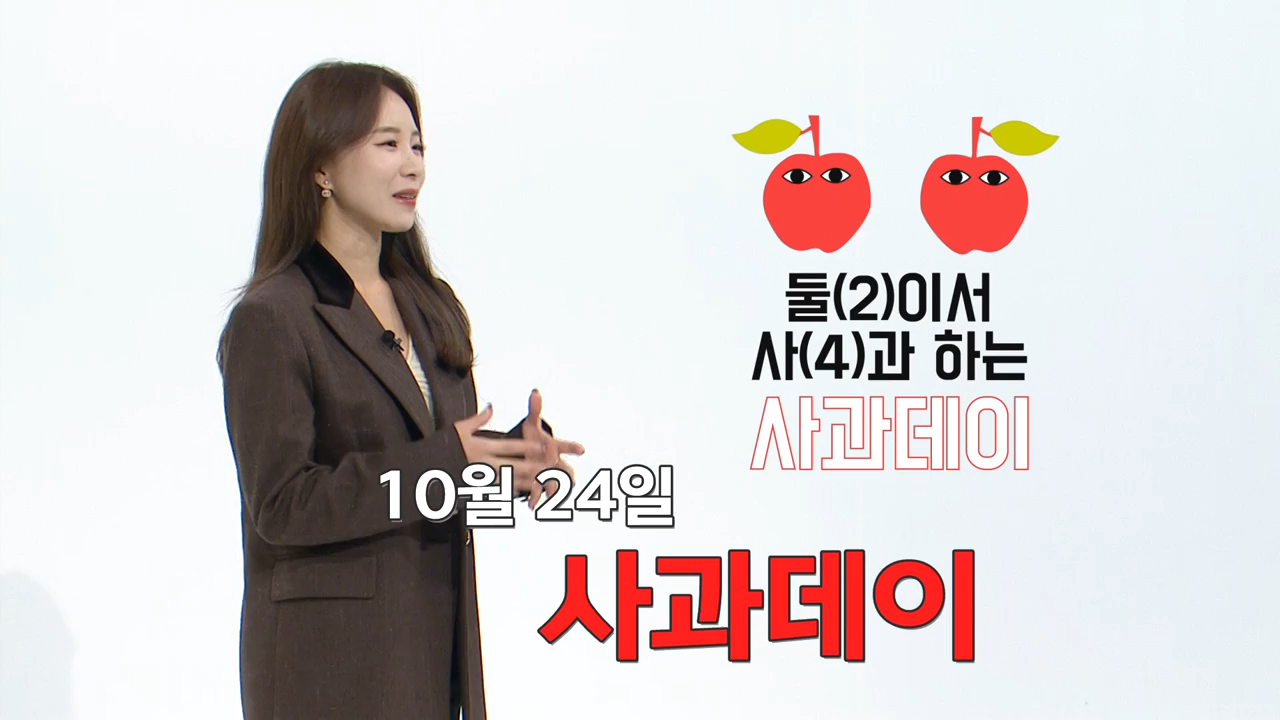 둘(2)이서
사(4)과 하는
사과데이
10월 24일
사과데이